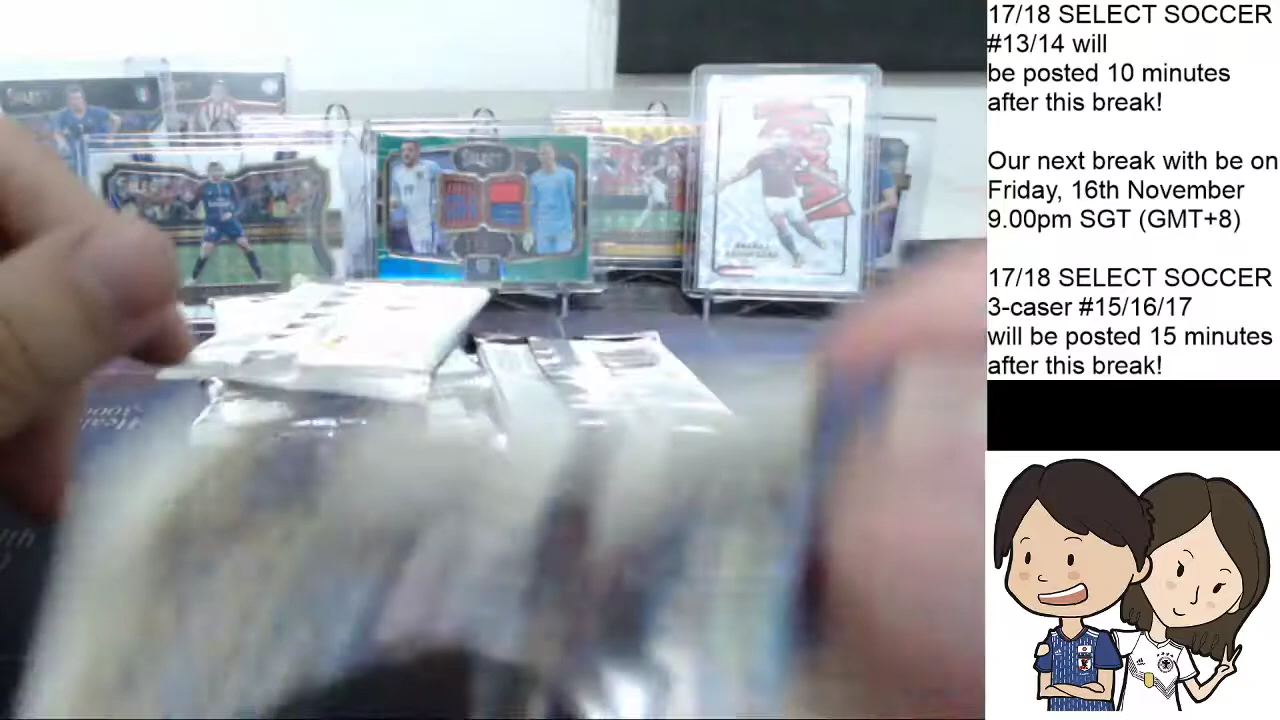 17/18 SELECT SOCCER
#13/14 will
be posted 10 minutes
after this break!
Our next break with be on
Friday, 16th November
9.00pm SGT (GMT+8)
17/18 SELECT SOCCER
3-caser #15/16/17
will be posted 15 minutes
after this break!
SELECT